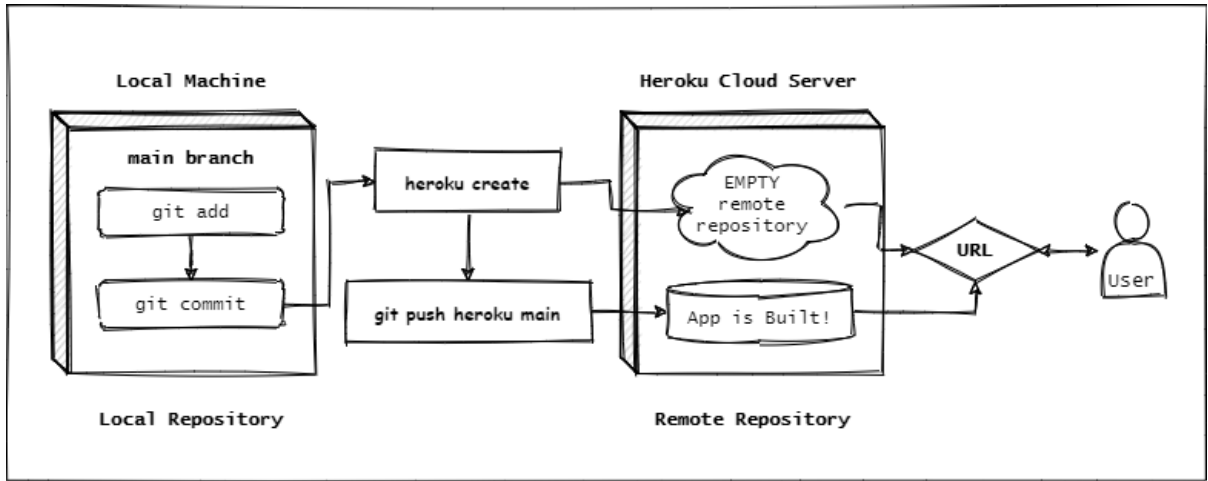 Local Machine
main branch
git add
git commit
Local Repository
heroku create
git push heroku main
Heroku Cloud Server
EMPTY
remote
repository
App is Built!
Remote Repository
URL
User